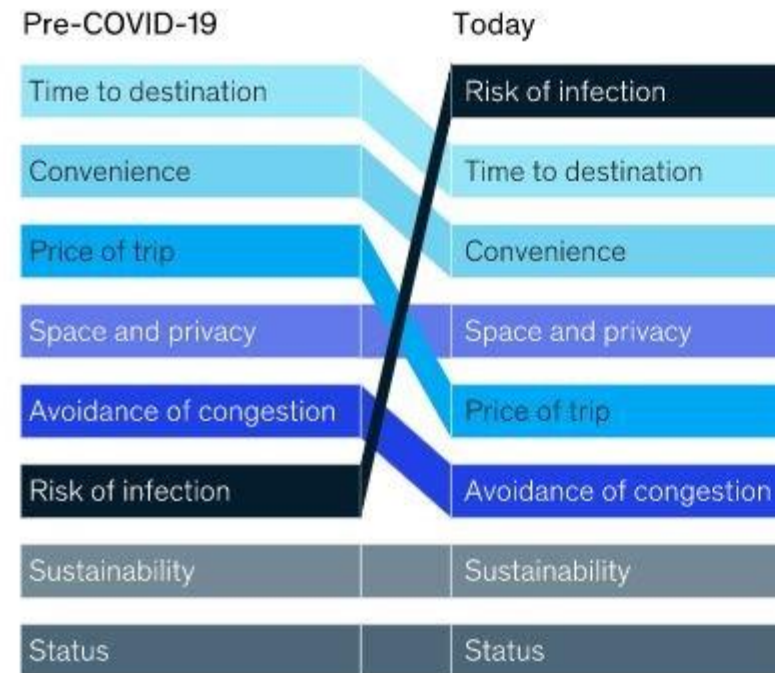 Pre-COVID-19
Today
Time to destination
Risk of infection
Convenience
Time to destination
Price of trip
Convenience
Space and privacy
Space and privacy
Avoidance of congestion
Price of trip
Risk of infection
Avoidance of congestion
Sustainability
Sustainability
Status
Status